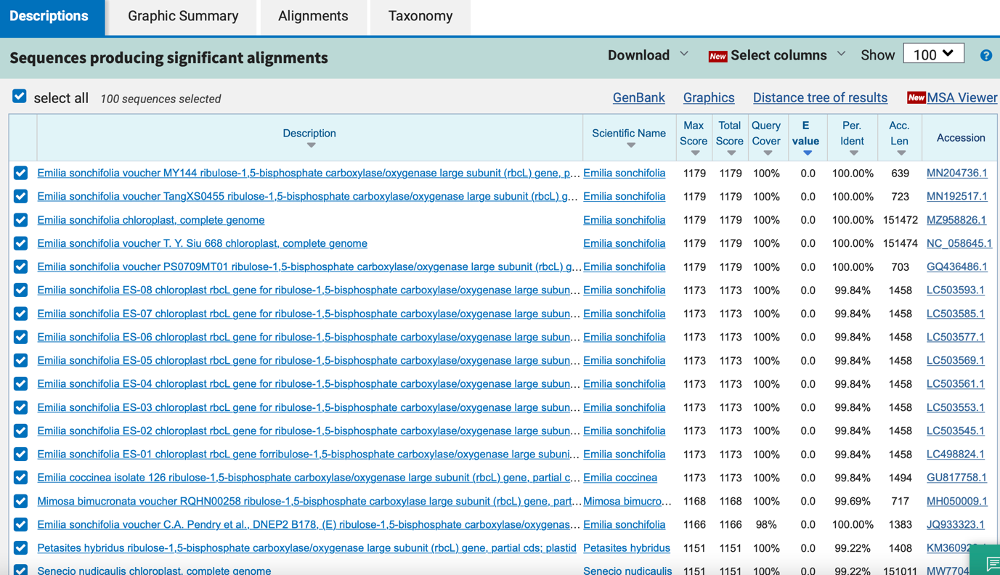 Descriptions Graphic Summary Alignments Taxonomy
Sequences producing significant alignments Download New Select columns Show 100 ?
select all 100 sequences selected GenBank Graphics Distance tree of results New MSA Viewer
Description Scientific Name Max Score Total Score Query Cover E value Per. Ident Acc. Len Accession
Emilia sonchifolia voucher MY144 ribulose-1,5-bisphosphate carboxylase/oxygenase large subunit (rbcL) gene, p... Emilia sonchifolia 1179 1179 100% 0.0 100.00% 639 MN204736.1
Emilia sonchifolia voucher TangXS0455 ribulose-1,5-bisphosphate carboxylase/oxygenase large subunit (rbcL) g... Emilia sonchifolia 1179 1179 100% 0.0 100.00% 723 MN192517.1
Emilia sonchifolia chloroplast, complete genome Emilia sonchifolia 1179 1179 100% 0.0 100.00% 151472 MZ958826.1
Emilia sonchifolia voucher T. Y. Siu 668 chloroplast, complete genome Emilia sonchifolia 1179 1179 100% 0.0 100.00% 151474 NC_058645.1
Emilia sonchifolia voucher PS0709MT01 ribulose-1,5-bisphosphate carboxylase/oxygenase large subunit (rbcL) g... Emilia sonchifolia 1179 1179 100% 0.0 100.00% 703 GQ436486.1
Emilia sonchifolia ES-08 chloroplast rbcL gene for ribulose-1,5-bisphosphate carboxylase/oxygenase large subun... Emilia sonchifolia 1173 1173 100% 0.0 99.84% 1458 LC503593.1
Emilia sonchifolia ES-07 chloroplast rbcL gene for ribulose-1,5-bisphosphate carboxylase/oxygenase large subun... Emilia sonchifolia 1173 1173 100% 0.0 99.84% 1458 LC503585.1
Emilia sonchifolia ES-06 chloroplast rbcL gene for ribulose-1,5-bisphosphate carboxylase/oxygenase large subun... Emilia sonchifolia 1173 1173 100% 0.0 99.84% 1458 LC503577.1
Emilia sonchifolia ES-05 chloroplast rbcL gene for ribulose-1,5-bisphosphate carboxylase/oxygenase large subun... Emilia sonchifolia 1173 1173 100% 0.0 99.84% 1458 LC503569.1
Emilia sonchifolia ES-04 chloroplast rbcL gene for ribulose-1,5-bisphosphate carboxylase/oxygenase large subun... Emilia sonchifolia 1173 1173 100% 0.0 99.84% 1458 LC503561.1
Emilia sonchifolia ES-03 chloroplast rbcL gene for ribulose-1,5-bisphosphate carboxylase/oxygenase large subun... Emilia sonchifolia 1173 1173 100% 0.0 99.84% 1458 LC503553.1
Emilia sonchifolia ES-02 chloroplast rbcL gene for ribulose-1,5-bisphosphate carboxylase/oxygenase large subun... Emilia sonchifolia 1173 1173 100% 0.0 99.84% 1458 LC503545.1
Emilia sonchifolia ES-01 chloroplast rbcL gene forribulose-1,5-bisphosphate carboxylase/oxygenase large subuni... Emilia sonchifolia 1173 1173 100% 0.0 99.84% 1458 LC498824.1
Emilia coccinea isolate 126 ribulose-1,5-bisphosphate carboxylase/oxygenase large subunit (rbcL) gene, partial c... Emilia coccinea 1173 1173 100% 0.0 99.84% 1494 GU817758.1
Mimosa bimucronata voucher RQHN00258 ribulose-1,5-bisphosphate carboxylase large subunit (rbcL) gene, part... Mimosa bimucro... 1168 1168 100% 0.0 99.69% 717 MH050009.1
Emilia sonchifolia voucher C.A. Pendry et al., DNEP2 B178, (E) ribulose-1,5-bisphosphate carboxylase/oxygenas... Emilia sonchifolia 1166 1166 98% 0.0 100.00% 1383 JQ933323.1
Petasites hybridus ribulose-1,5-bisphosphate carboxylase/oxygenase large subunit (rbcL) gene, partial cds; plastid Petasites hybridus 1151 1151 100% 0.0 99.22% 1408
Senecio nudicaulis chloroplast, complete genome Senecio nudicaulis 1151 1151 100% 0.0 99.22% 151011